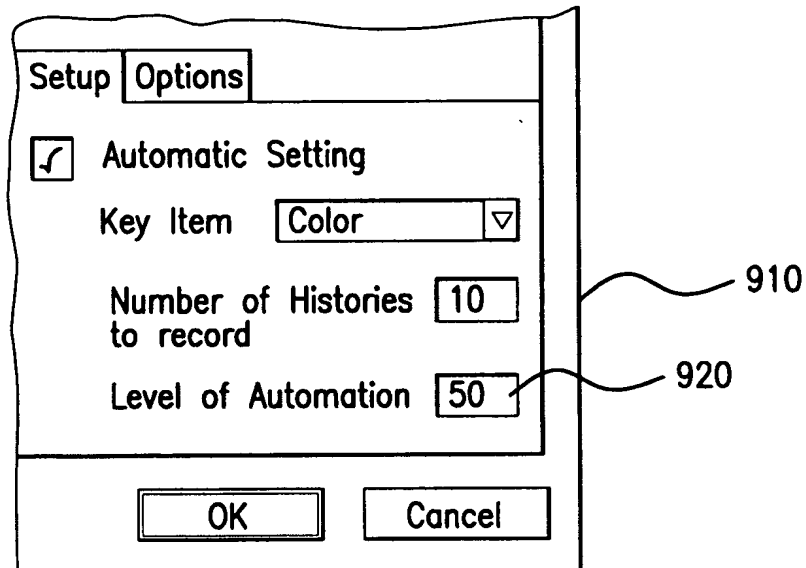 Setup Options
Automatic Setting
Key Item Color
Number of Histories 10
to record
910
Level of Automation 50
920
OK Cancel